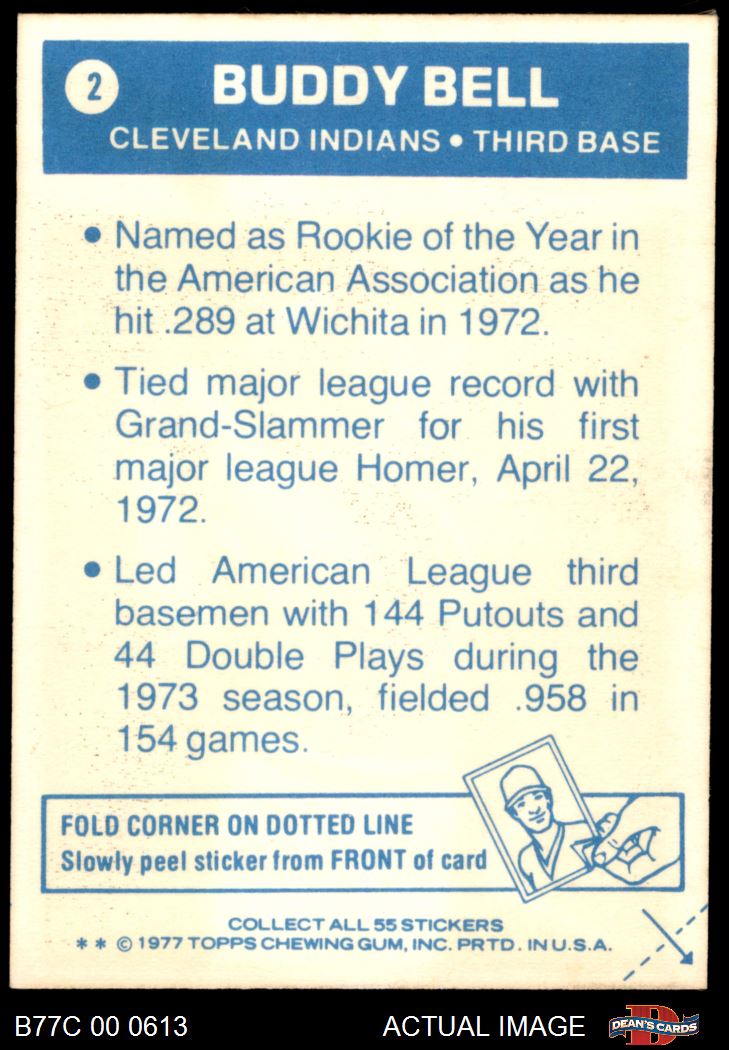 2
BUDDY BELL
CLEVELAND INDIANS • THIRD BASE
• Named as Rookie of the Year in
the American Association as he
hit .289 at Wichita in 1972.
• Tied major league record with
Grand-Slammer for his first
major league Homer, April 22,
1972.
• Led American League third
basemen with 144 Putouts and
44 Double Plays during the
1973 season, fielded .958 in
154 games.
FOLD CORNER ON DOTTED LINE
Slowly peel sticker from FRONT of card
COLLECT ALL 55 STICKERS
* * © 1977 TOPPS CHEWING GUM, INC. PRTD. IN U.S.A.
B77C 00 0613
ACTUAL IMAGE
D
DEAN'S CARDS